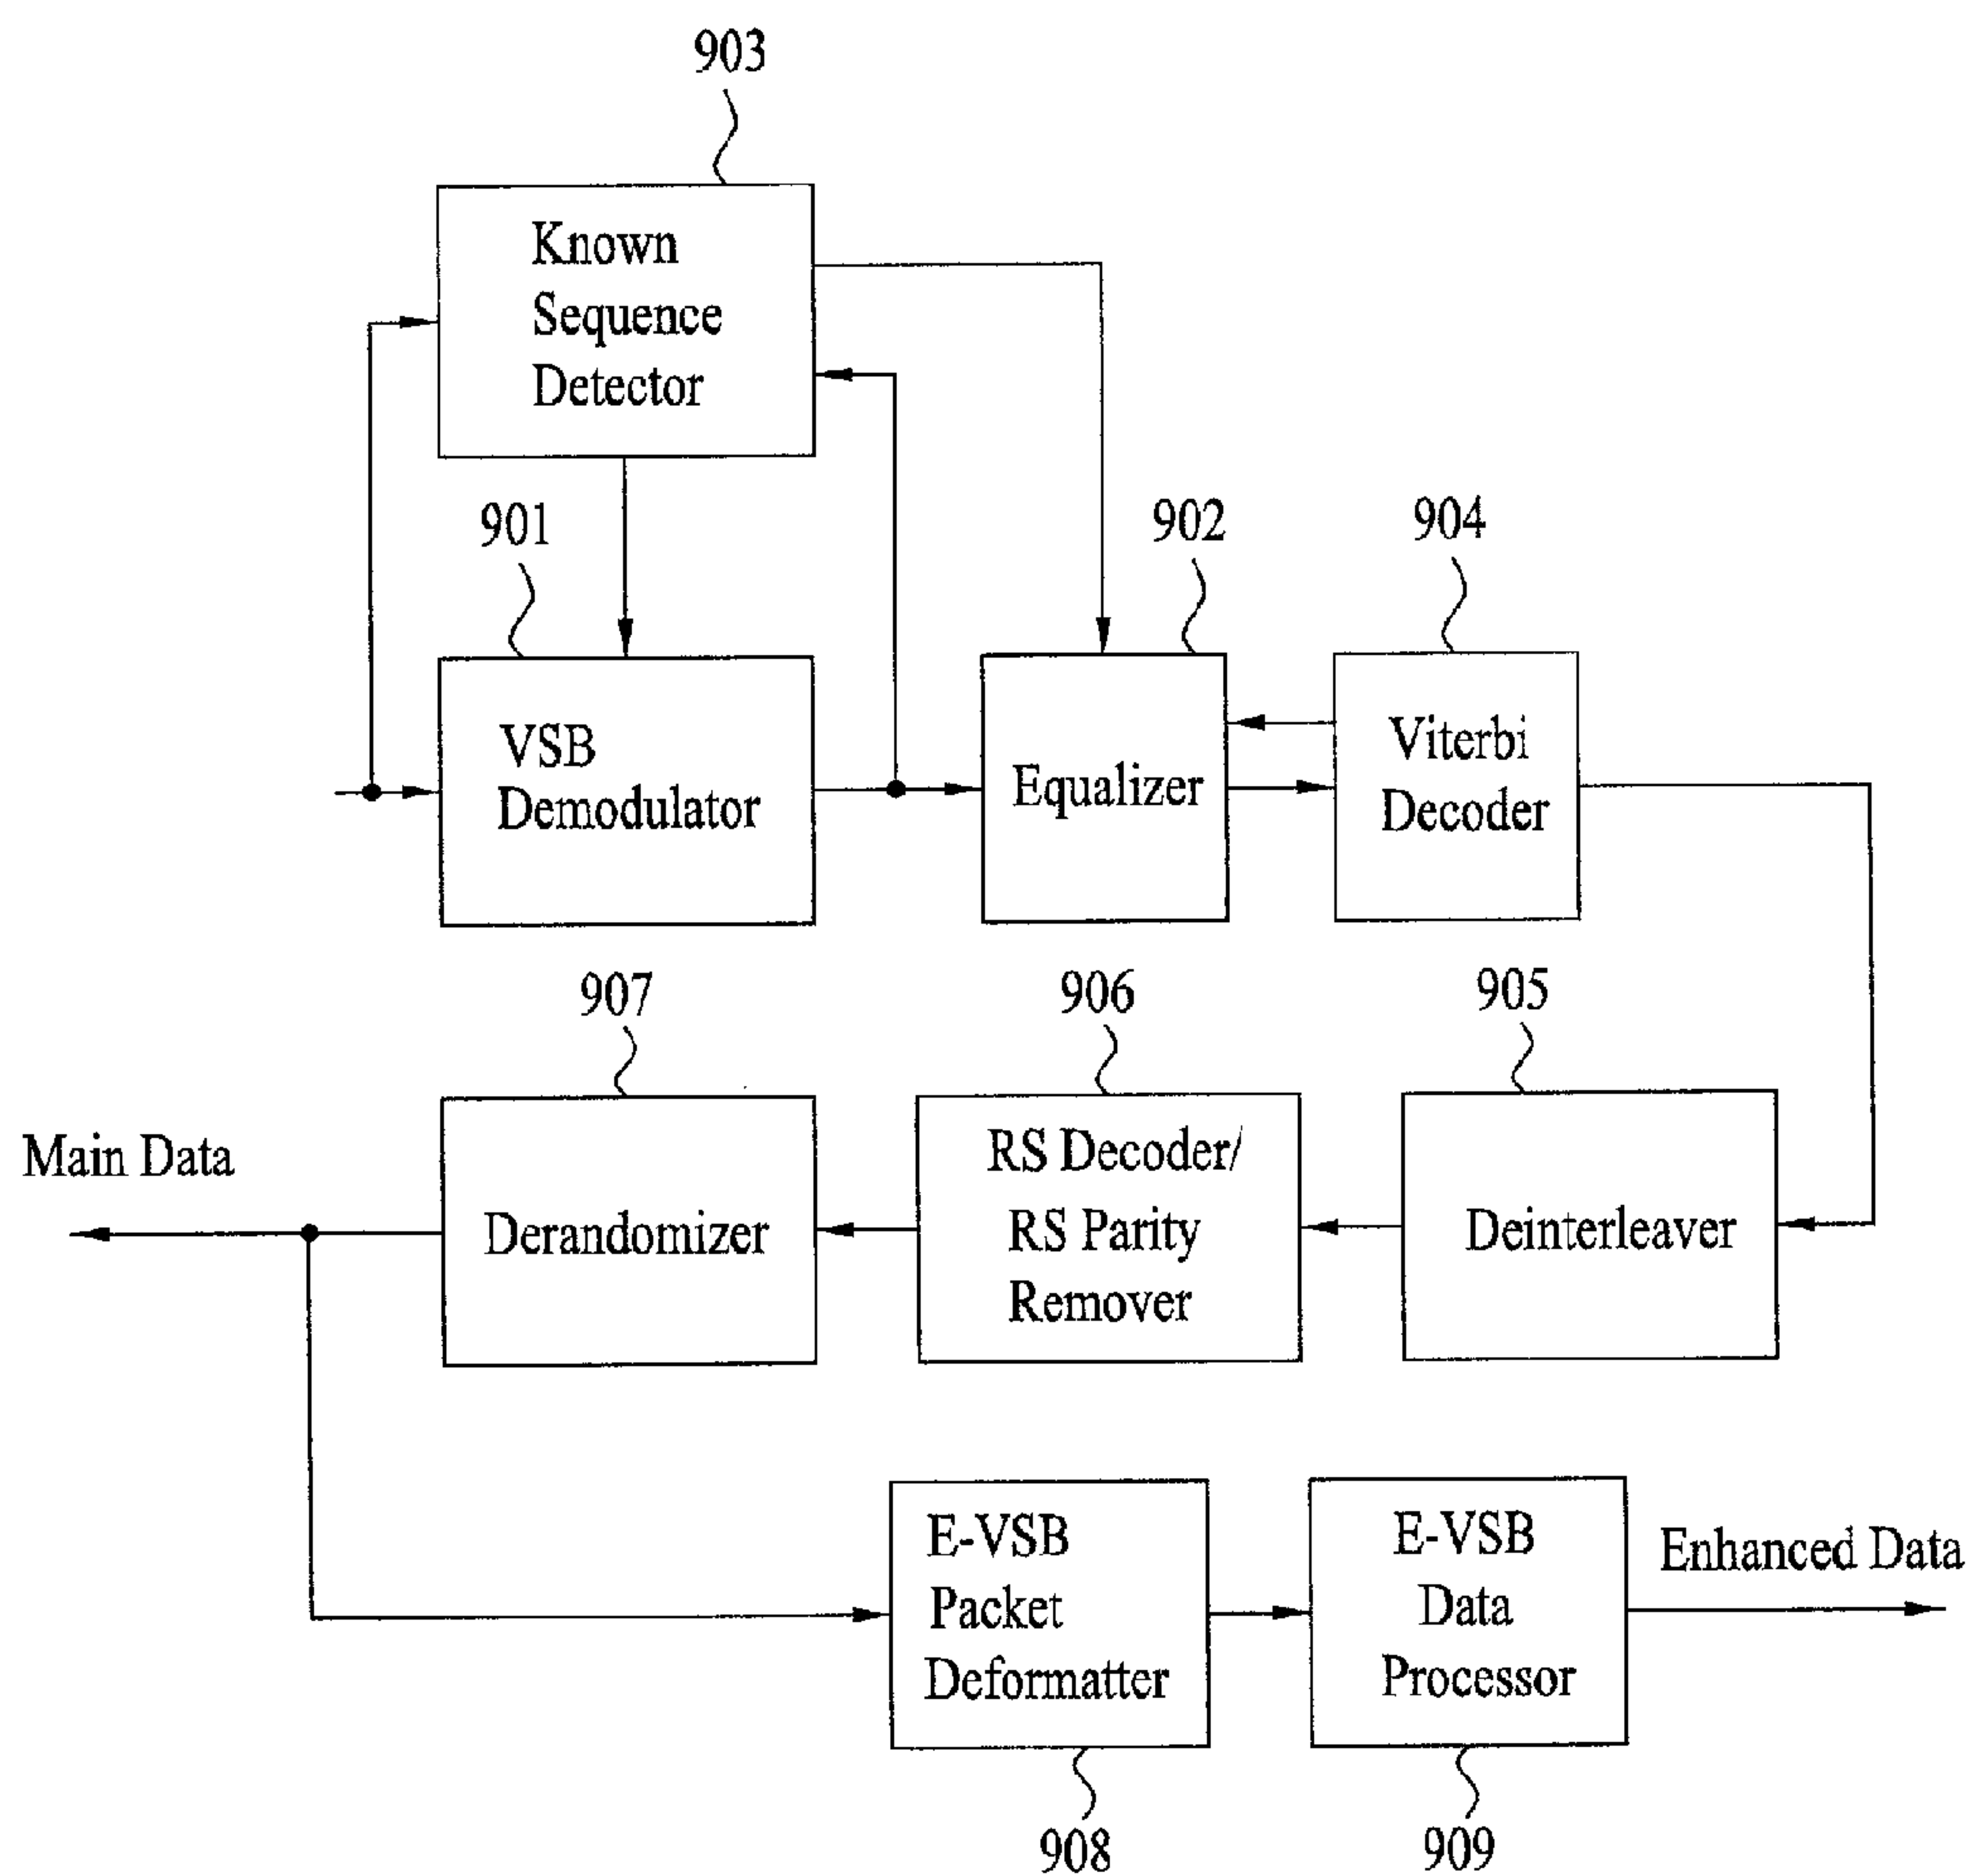 903
Known
Sequence
Detector
901
902
904
VSB
Demodulator
Equalizer
Viterbi
Decoder
907
906
905
Main Data
Derandomizer
RS Decoder/
RS Parity
Remover
Deinterleaver
E-VSB
Packet
Deformatter
E-VSB
Data
Processor
Enhanced Data
908
909